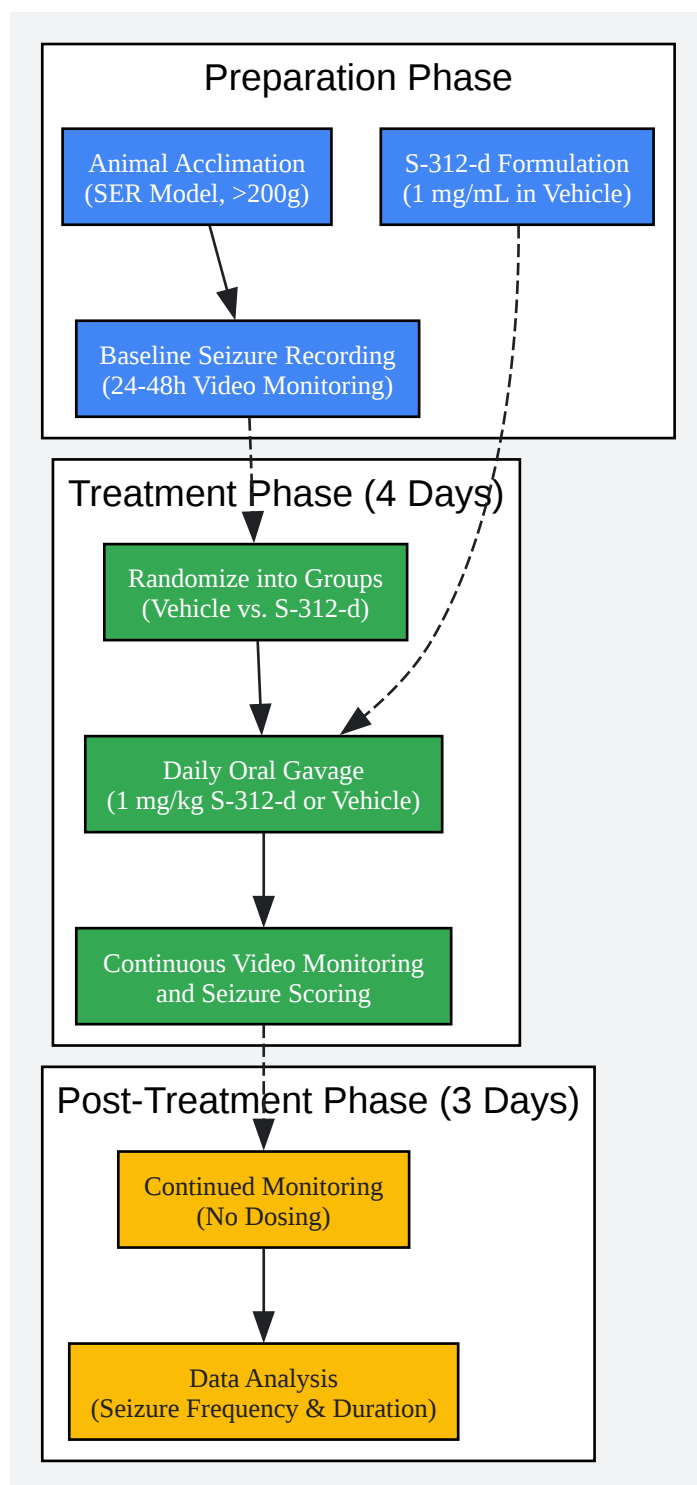 Preparation Phase
Animal Acclimation
(SER Model, >200g)
S-312-d Formulation
(1 mg/mL in Vehicle)
Baseline Seizure Recording
(24-48h Video Monitoring)
Treatment Phase (4 Days)
Randomize into Groups
(Vehicle vs. S-312-d)
Daily Oral Gavage
(1 mg/kg S-312-d or Vehicle)
Continuous Video Monitoring
and Seizure Scoring
Post-Treatment Phase (3 Days)
Continued Monitoring
(No Dosing)
Data Analysis
(Seizure Frequency & Duration)